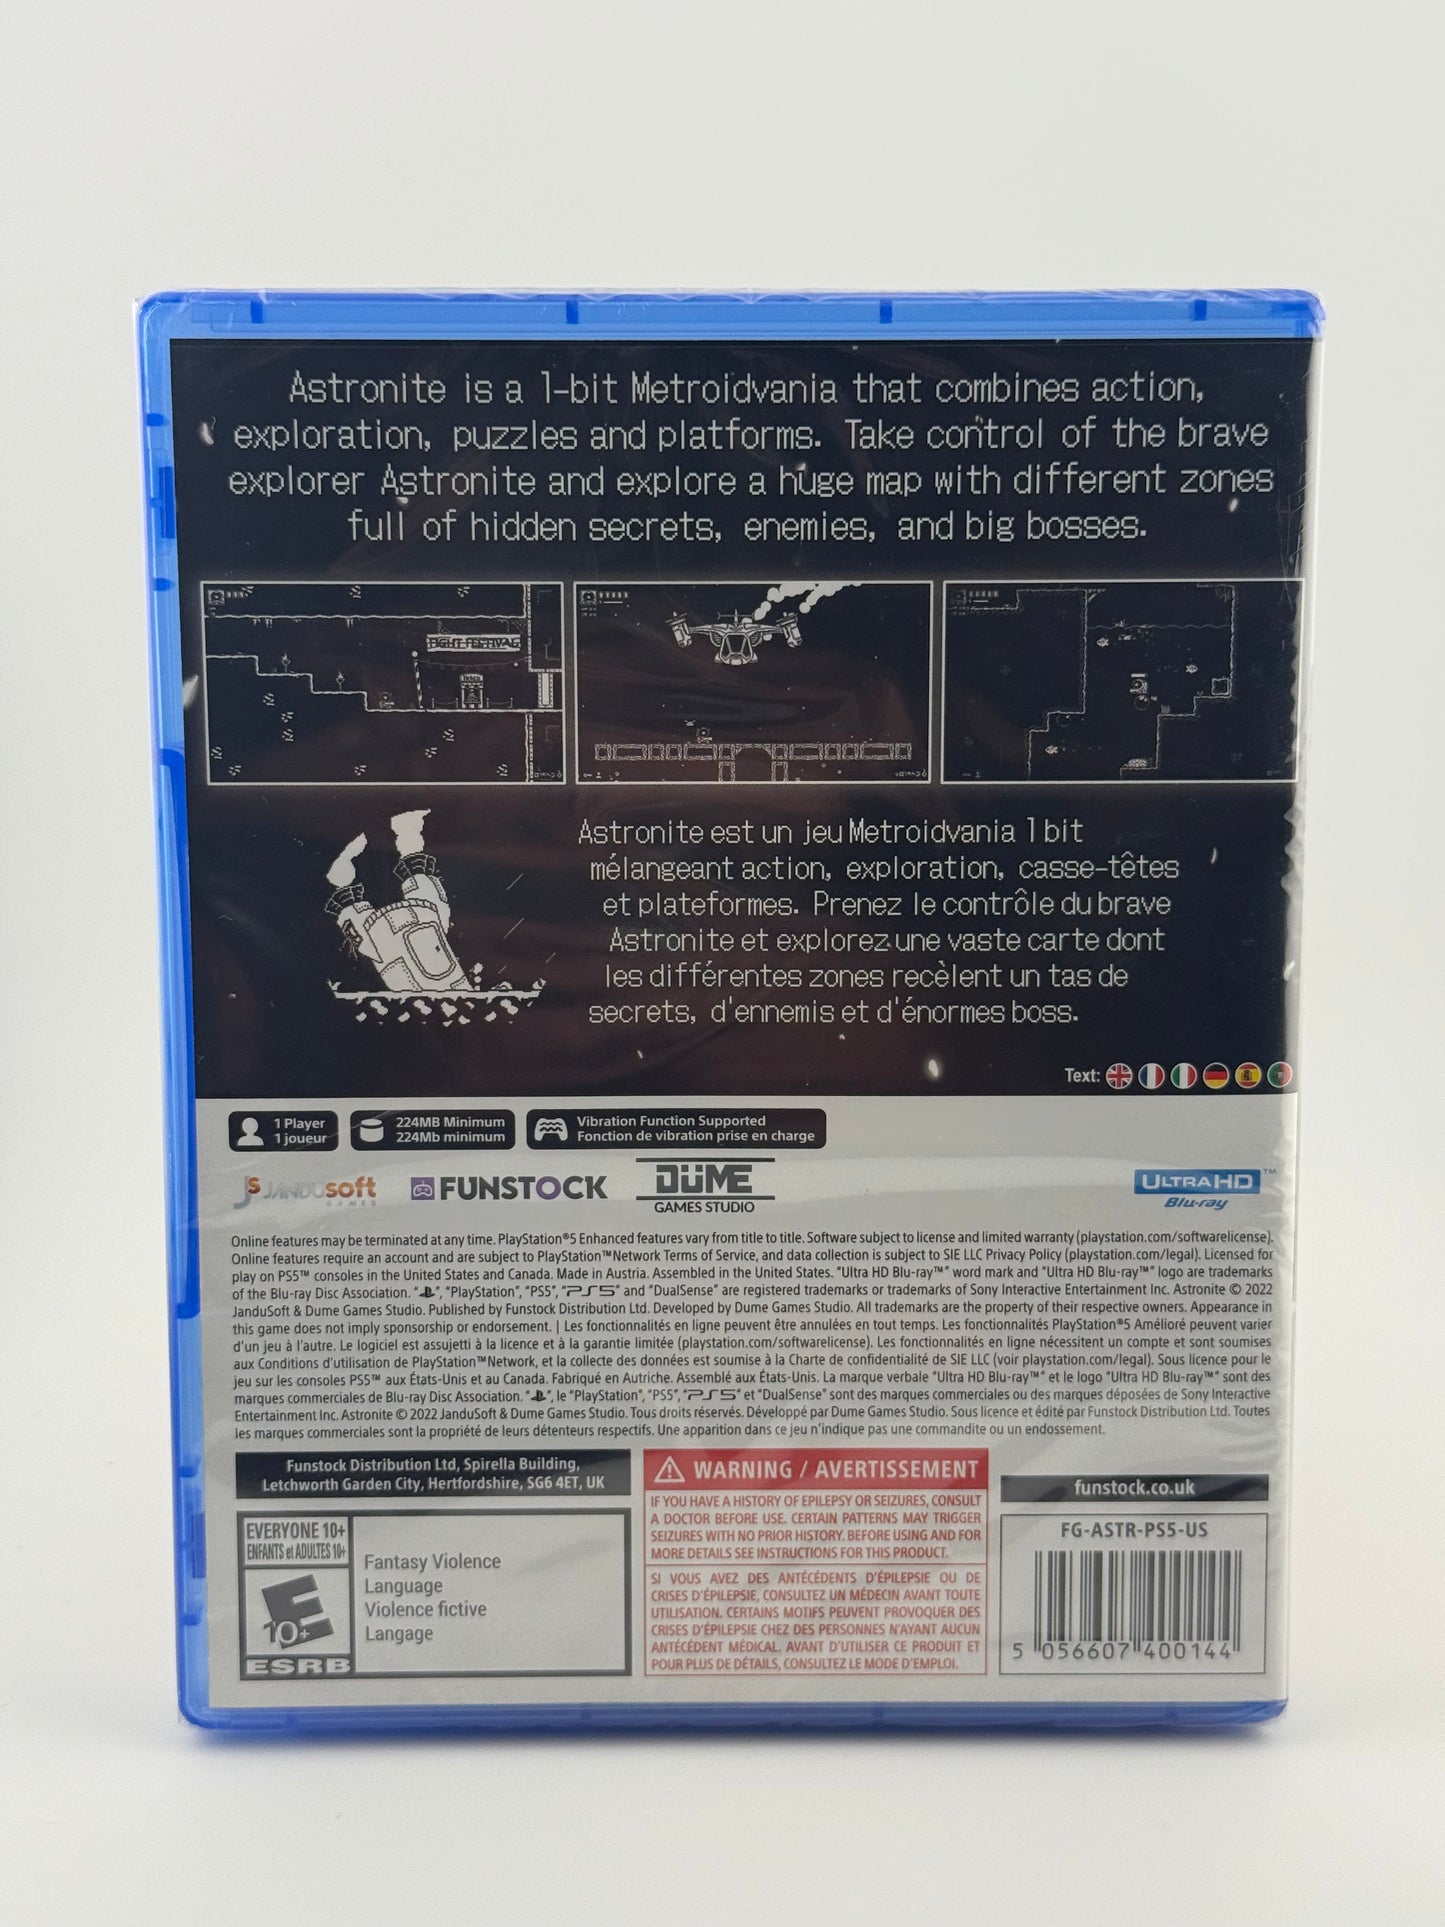 Astronite is a 1-bit Metroidvania that combines action,
exploration, puzzles and platforms. Take control of the brave
explorer Astronite and explore a huge map with different zones
full of hidden secrets, enemies, and big bosses.
Astronite est un jeu Metroidvania 1 bit
mélangeant action, exploration, casse-têtes
et plateformes. Prenez le contrôle du brave
Astronite et explorez une vaste carte dont
les différentes zones recèlent un tas de
secrets, d'ennemis et d'énormes boss.
Text:
1 Player
1 joueur
224MB Minimum
224Mb minimum
Vibration Function Supported
Fonction de vibration prise en charge
JS JANDUSOFT GAMES
FUNSTOCK
DÜME
GAMES STUDIO
ULTRA HD™
Blu-ray
Online features may be terminated at any time. PlayStation®5 Enhanced features vary from title to title. Software subject to license and limited warranty (playstation.com/softwarelicense).
Online features require an account and are subject to PlayStation™Network Terms of Service, and data collection is subject to SIE LLC Privacy Policy (playstation.com/legal). Licensed for
play on PS5™ consoles in the United States and Canada. Made in Austria. Assembled in the United States. "Ultra HD Blu-ray™" word mark and "Ultra HD Blu-ray™" logo are trademarks
of the Blu-ray Disc Association. "", "PlayStation", "PS5", "PS5" and "DualSense" are registered trademarks or trademarks of Sony Interactive Entertainment Inc. Astronite © 2022
JanduSoft & Dume Games Studio. Published by Funstock Distribution Ltd. Developed by Dume Games Studio. All trademarks are the property of their respective owners. Appearance in
this game does not imply sponsorship or endorsement. | Les fonctionnalités en ligne peuvent être annulées en tout temps. Les fonctionnalités PlayStation®5 Amélioré peuvent varier
d'un jeu à l'autre. Le logiciel est assujetti à la licence et à la garantie limitée (playstation.com/softwarelicense). Les fonctionnalités en ligne nécessitent un compte et sont soumises
aux Conditions d'utilisation de PlayStation™Network, et la collecte des données est soumise à la Charte de confidentialité de SIE LLC (voir playstation.com/legal). Sous licence pour le
jeu sur les consoles PS5™ aux États-Unis et au Canada. Fabriqué en Autriche. Assemblé aux États-Unis. La marque verbale "Ultra HD Blu-ray™" et le logo "Ultra HD Blu-ray™" sont des
marques commerciales de Blu-ray Disc Association. "", le "PlayStation", "PS5", "PS5" et "DualSense" sont des marques commerciales ou des marques déposées de Sony Interactive
Entertainment Inc. Astronite © 2022 JanduSoft & Dume Games Studio. Tous droits réservés. Développé par Dume Games Studio. Sous licence et édité par Funstock Distribution Ltd. Toutes
les marques commerciales sont la propriété de leurs détenteurs respectifs. Une apparition dans ce jeu n'indique pas une commandite ou un endossement.
Funstock Distribution Ltd, Spirella Building,
Letchworth Garden City, Hertfordshire, SG6 4ET, UK
EVERYONE 10+
ENFANTS et ADULTES 10+
E
10+
ESRB
Fantasy Violence
Language
Violence fictive
Langage
WARNING / AVERTISSEMENT
IF YOU HAVE A HISTORY OF EPILEPSY OR SEIZURES, CONSULT
A DOCTOR BEFORE USE. CERTAIN PATTERNS MAY TRIGGER
SEIZURES WITH NO PRIOR HISTORY. BEFORE USING AND FOR
MORE DETAILS SEE INSTRUCTIONS FOR THIS PRODUCT.
SI VOUS AVEZ DES ANTÉCÉDENTS D'ÉPILEPSIE OU DE
CRISES D'ÉPILEPSIE, CONSULTEZ UN MÉDECIN AVANT TOUTE
UTILISATION. CERTAINS MOTIFS PEUVENT PROVOQUER DES
CRISES D'ÉPILEPSIE CHEZ DES PERSONNES N'AYANT AUCUN
ANTÉCÉDENT MÉDICAL. AVANT D'UTILISER CE PRODUIT ET
POUR PLUS DE DÉTAILS, CONSULTEZ LE MODE D'EMPLOI.
funstock.co.uk
FG-ASTR-PS5-US
5 056607 400144